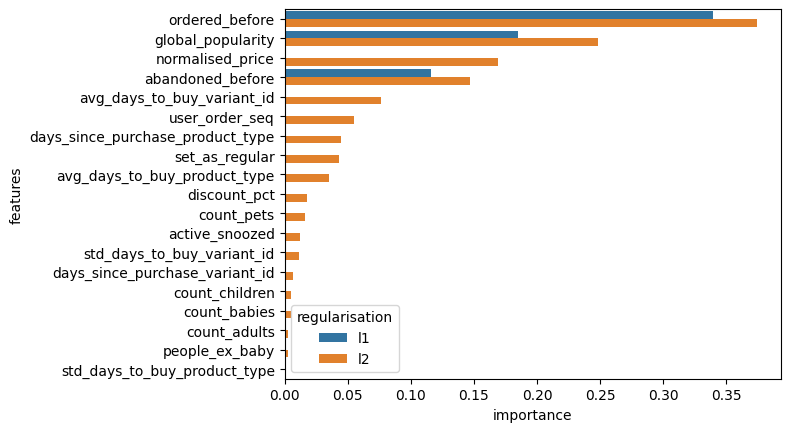 ordered_before
global_popularity
normalised_price
abandoned_before
avg_days_to_buy_variant_id
user_order_seq
days_since_purchase_product_type
set_as_regular
avg_days_to_buy_product_type
discount_pct
count_pets
active_snoozed
std_days_to_buy_variant_id
days_since_purchase_variant_id
count_children
count_babies
count_adults
people_ex_baby
std_days_to_buy_product_type
features
regularisation
l1
l2
0.00 0.05 0.10 0.15 0.20 0.25 0.30 0.35
importance